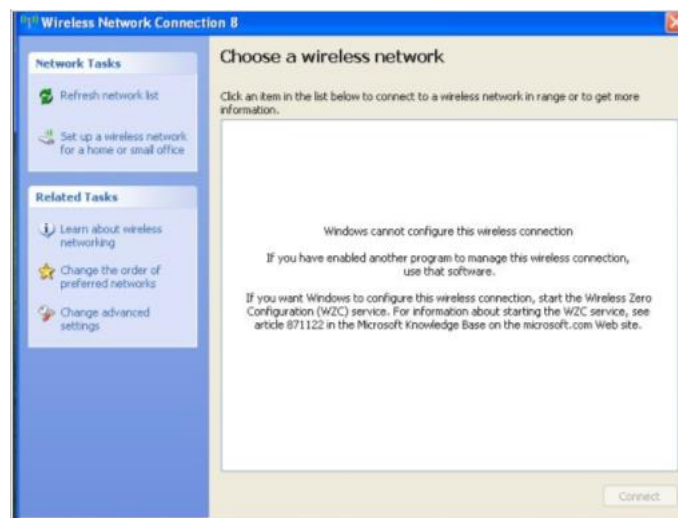 Wireless Network Connection 8
Network Tasks
Refresh network list
Set up a wireless network
for a home or small office
Related Tasks
Learn about wireless
networking
Change the order of
preferred networks
Change advanced
settings
Choose a wireless network
Click an item in the list below to connect to a wireless network in range or to get more
information.
Windows cannot configure this wireless connection
If you have enabled another program to manage this wireless connection,
use that software.
If you want Windows to configure this wireless connection, start the Wireless Zero
Configuration (WZC) service. For information about starting the WZC service, see
article 871122 in the Microsoft Knowledge Base on the microsoft.com Web site.
Connect